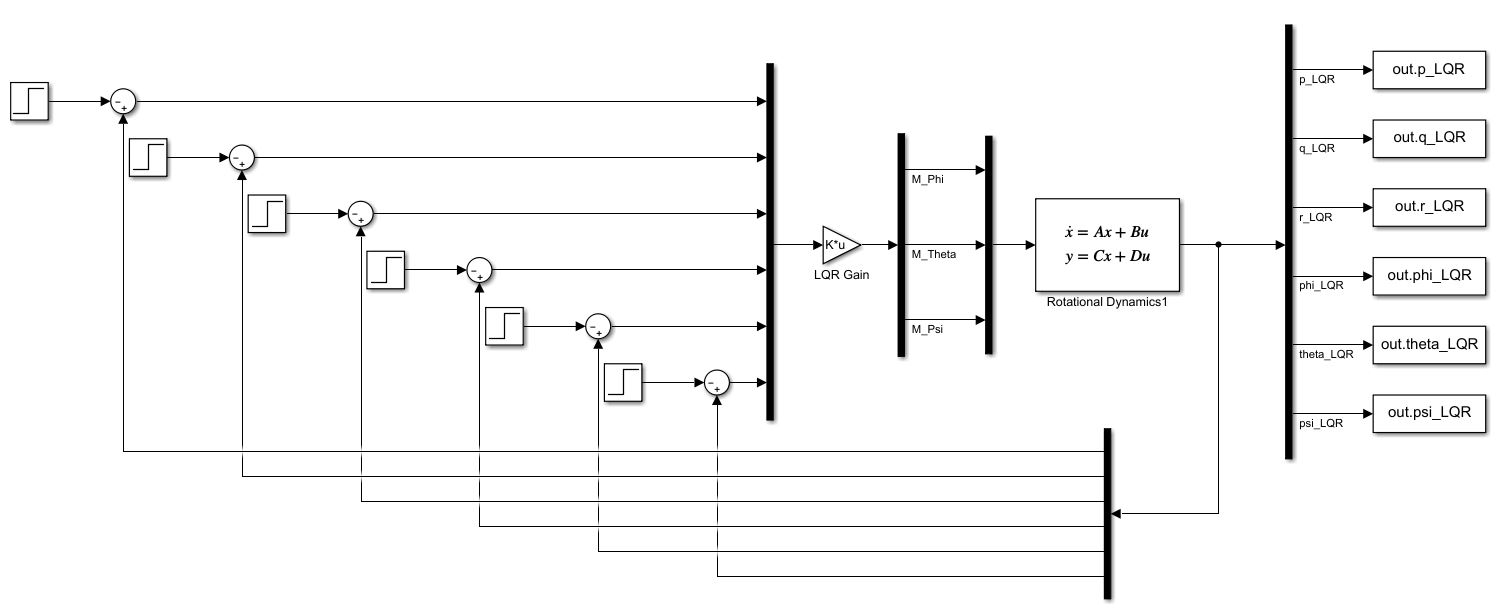 p_LQR
out.p_LQR
q_LQR
out.q_LQR
r_LQR
out.r_LQR
phi_LQR
out.phi_LQR
theta_LQR
out.theta_LQR
psi_LQR
out.psi_LQR
− +
− +
− +
− +
− +
− +
K*u
LQR Gain
M_Phi
M_Theta
M_Psi
ẋ = Ax + Bu
y = Cx + Du
Rotational Dynamics1